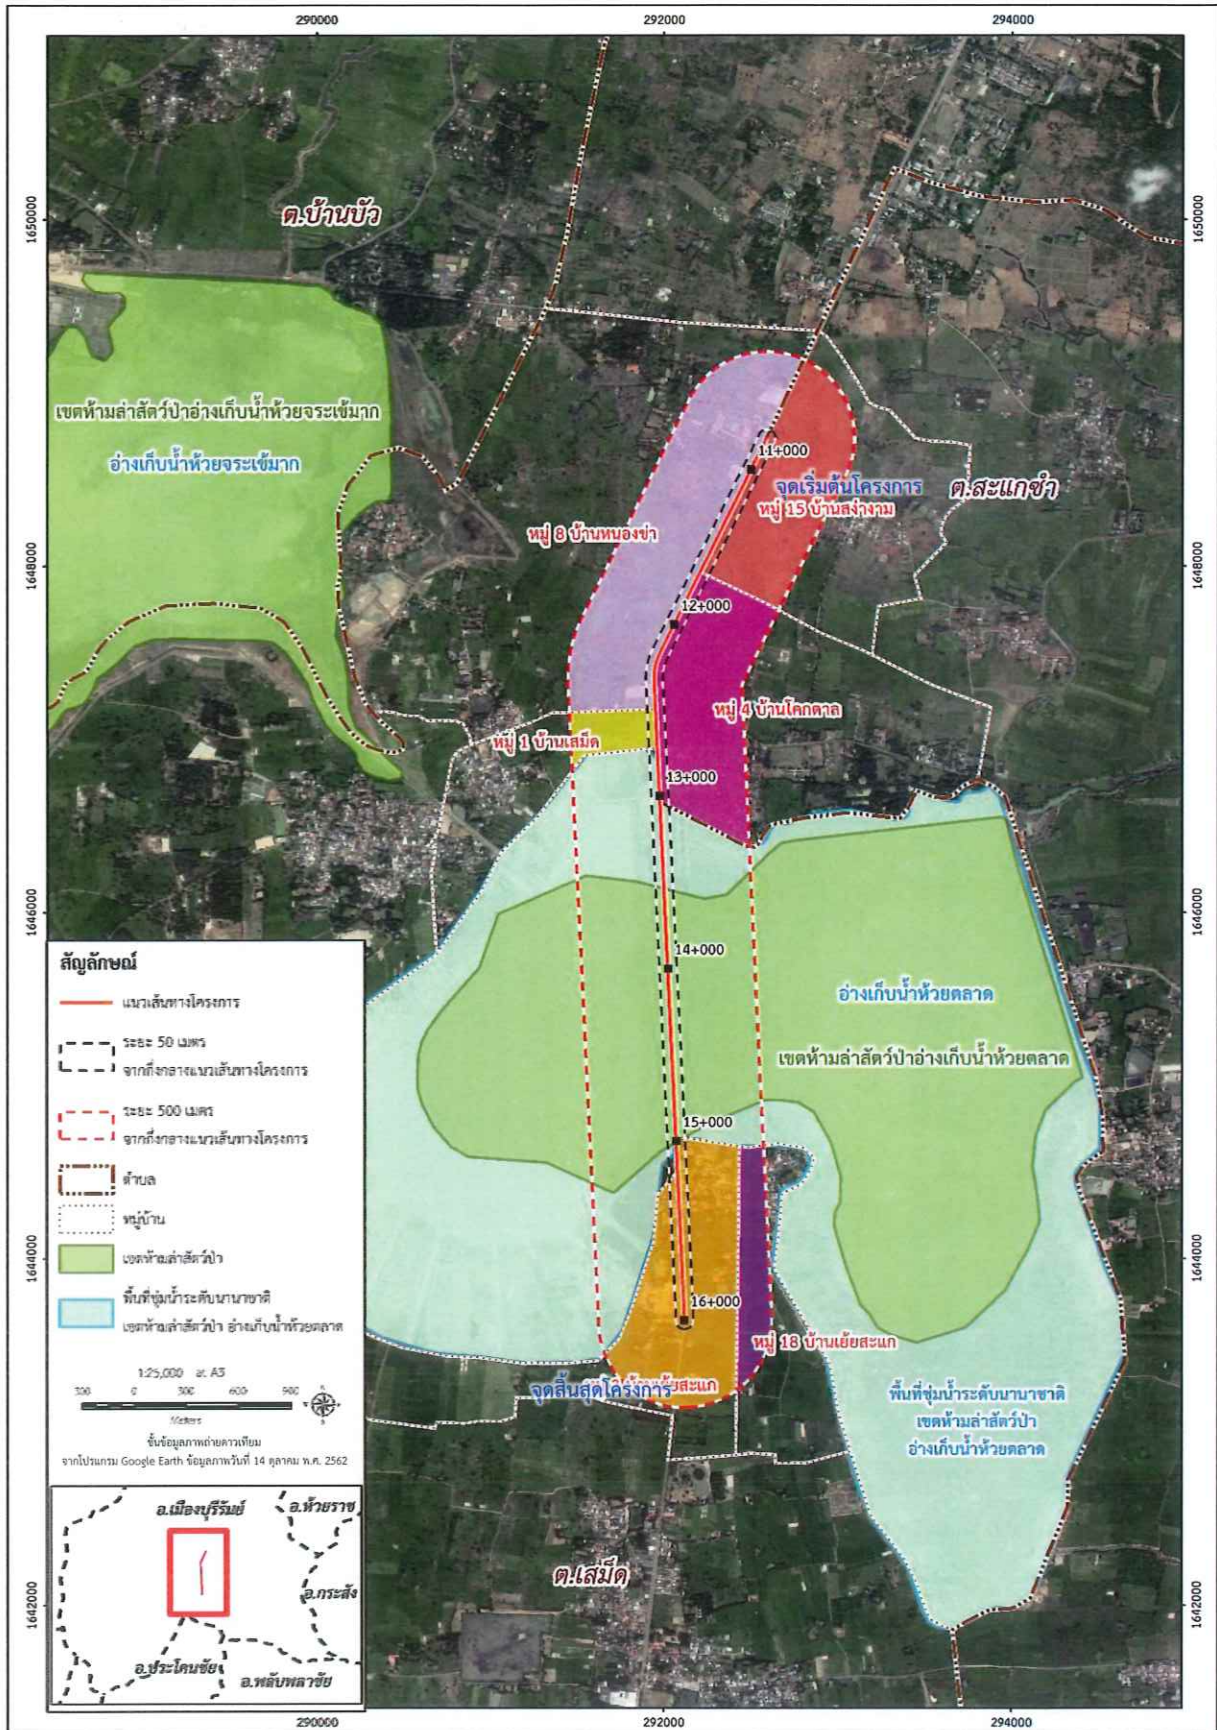 290000
292000
294000
1650000
1650000
ต.บ้านบัว
เขตห้ามล่าสัตว์ป่าอ่างเก็บน้ำห้วยจระเข้มาก
อ่างเก็บน้ำห้วยจระเข้มาก
11+000
จุดเริ่มต้นโครงการ
ต.สะแกซำ
หมู่ 15 บ้านสง่างาม
หมู่ 8 บ้านหนองข่า
1648000
1648000
12+000
หมู่ 4 บ้านโคกตาล
หมู่ 1 บ้านเสม็ด
13+000
1646000
1646000
14+000
อ่างเก็บน้ำห้วยตลาด
เขตห้ามล่าสัตว์ป่าอ่างเก็บน้ำห้วยตลาด
15+000
1644000
1644000
16+000
หมู่ 18 บ้านเย้ยสะแก
จุดสิ้นสุดโครงการ
บ้านเย้ยสะแก
พื้นที่ชุ่มน้ำระดับนานาชาติ
เขตห้ามล่าสัตว์ป่า
อ่างเก็บน้ำห้วยตลาด
ต.เสม็ด
1642000
1642000
สัญลักษณ์
แนวเส้นทางโครงการ
ระยะ 50 เมตร
จากกึ่งกลางแนวเส้นทางโครงการ
ระยะ 500 เมตร
จากกึ่งกลางแนวเส้นทางโครงการ
ตำบล
หมู่บ้าน
เขตห้ามล่าสัตว์ป่า
พื้นที่ชุ่มน้ำระดับนานาชาติ
เขตห้ามล่าสัตว์ป่า อ่างเก็บน้ำห้วยตลาด
1:25,000 at A3
300 0 300 600 900
Meters
ชั้นข้อมูลภาพถ่ายดาวเทียม
จากโปรแกรม Google Earth ข้อมูลภาพวันที่ 14 ตุลาคม พ.ศ. 2562
อ.เมืองบุรีรัมย์
อ.ห้วยราช
อ.กระสัง
อ.ประโคนชัย
อ.พลับพลาชัย
290000
292000
294000